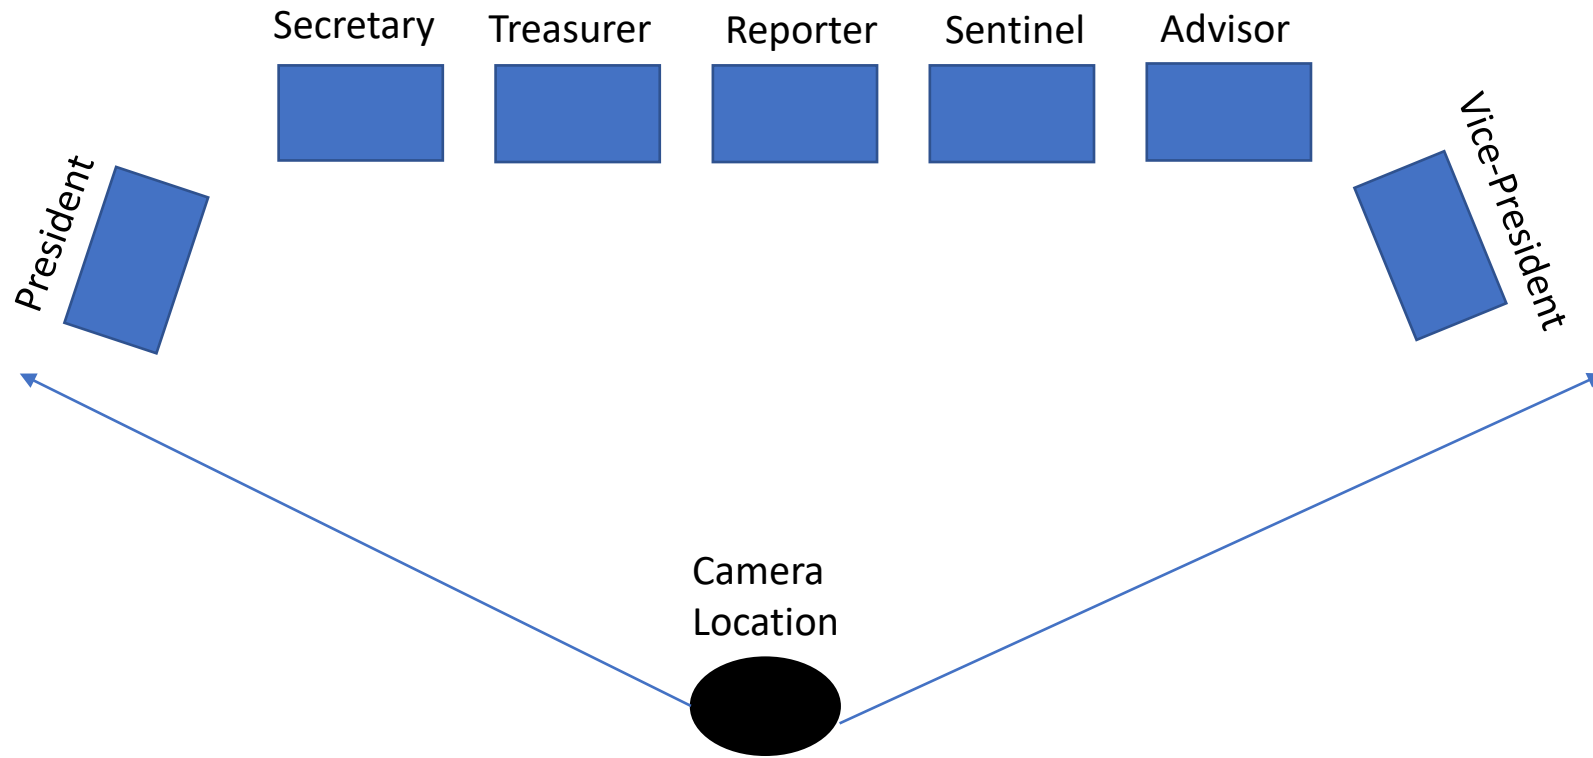 Secretary
Treasurer
Reporter
Sentinel
Advisor
President
Vice-President
Camera
Location